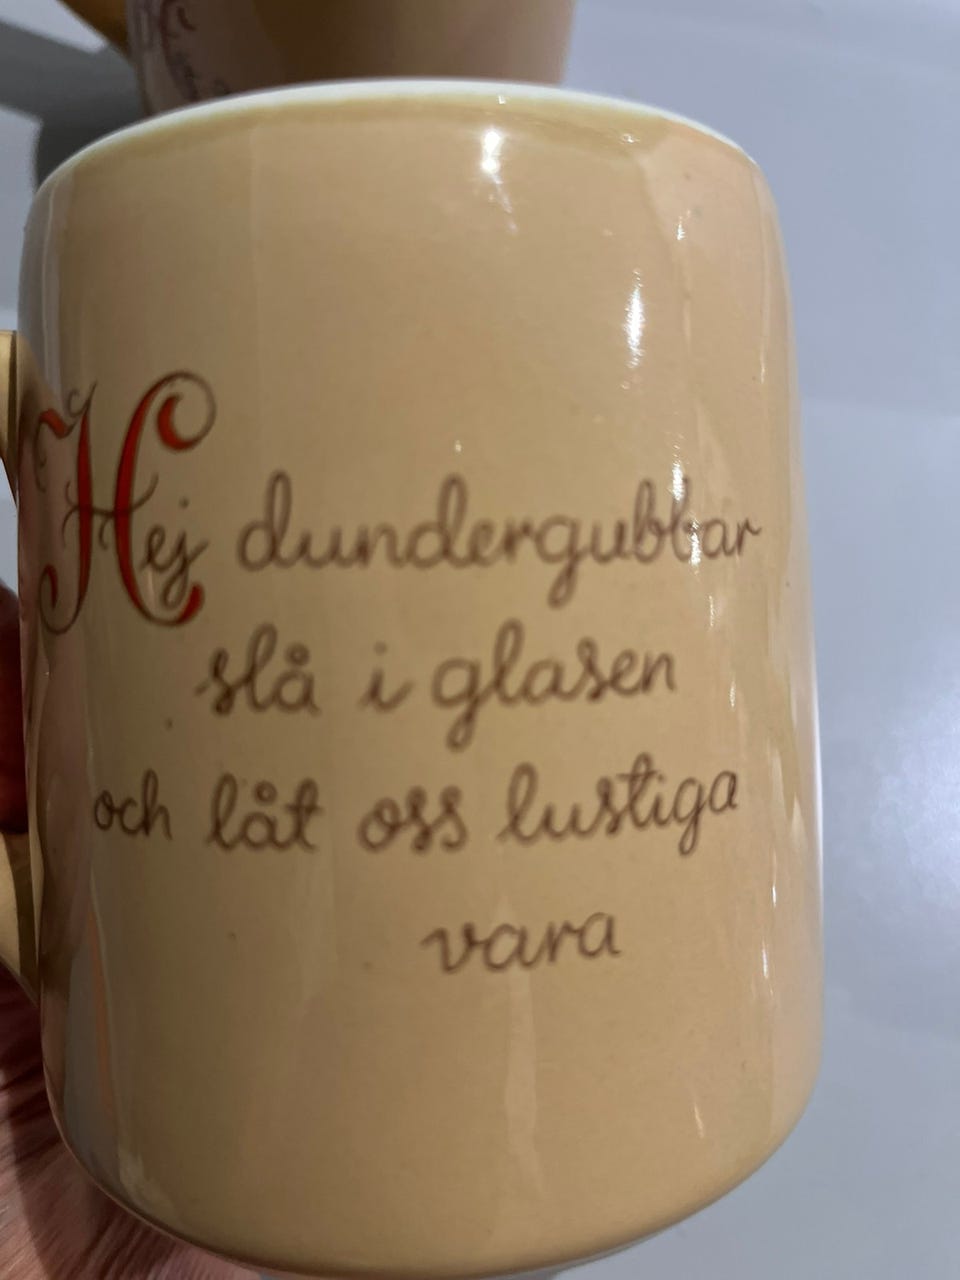 Hej dundergubbar
slå i glasen
och låt oss lustiga
vara